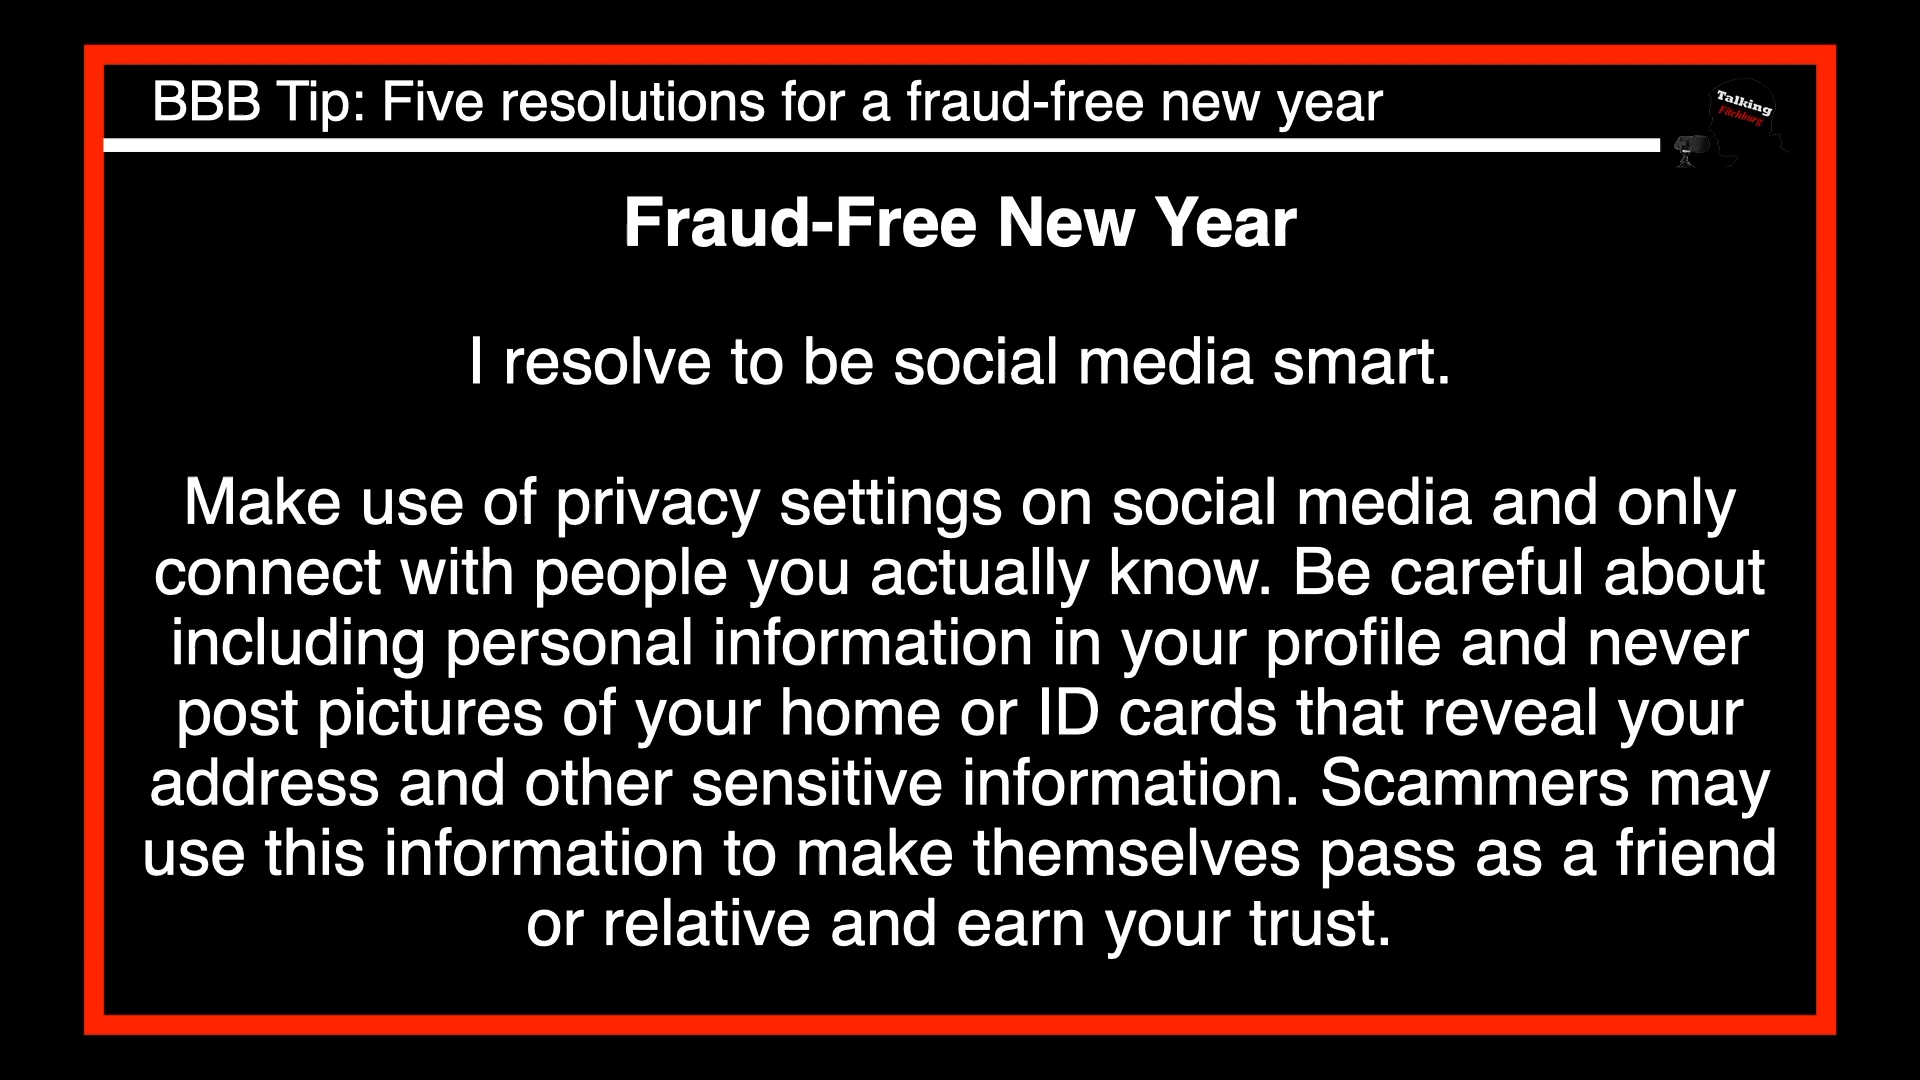 BBB Tip: Five resolutions for a fraud-free new year
Talking
Fitchburg
Fraud-Free New Year
I resolve to be social media smart.
Make use of privacy settings on social media and only
connect with people you actually know. Be careful about
including personal information in your profile and never
post pictures of your home or ID cards that reveal your
address and other sensitive information. Scammers may
use this information to make themselves pass as a friend
or relative and earn your trust.